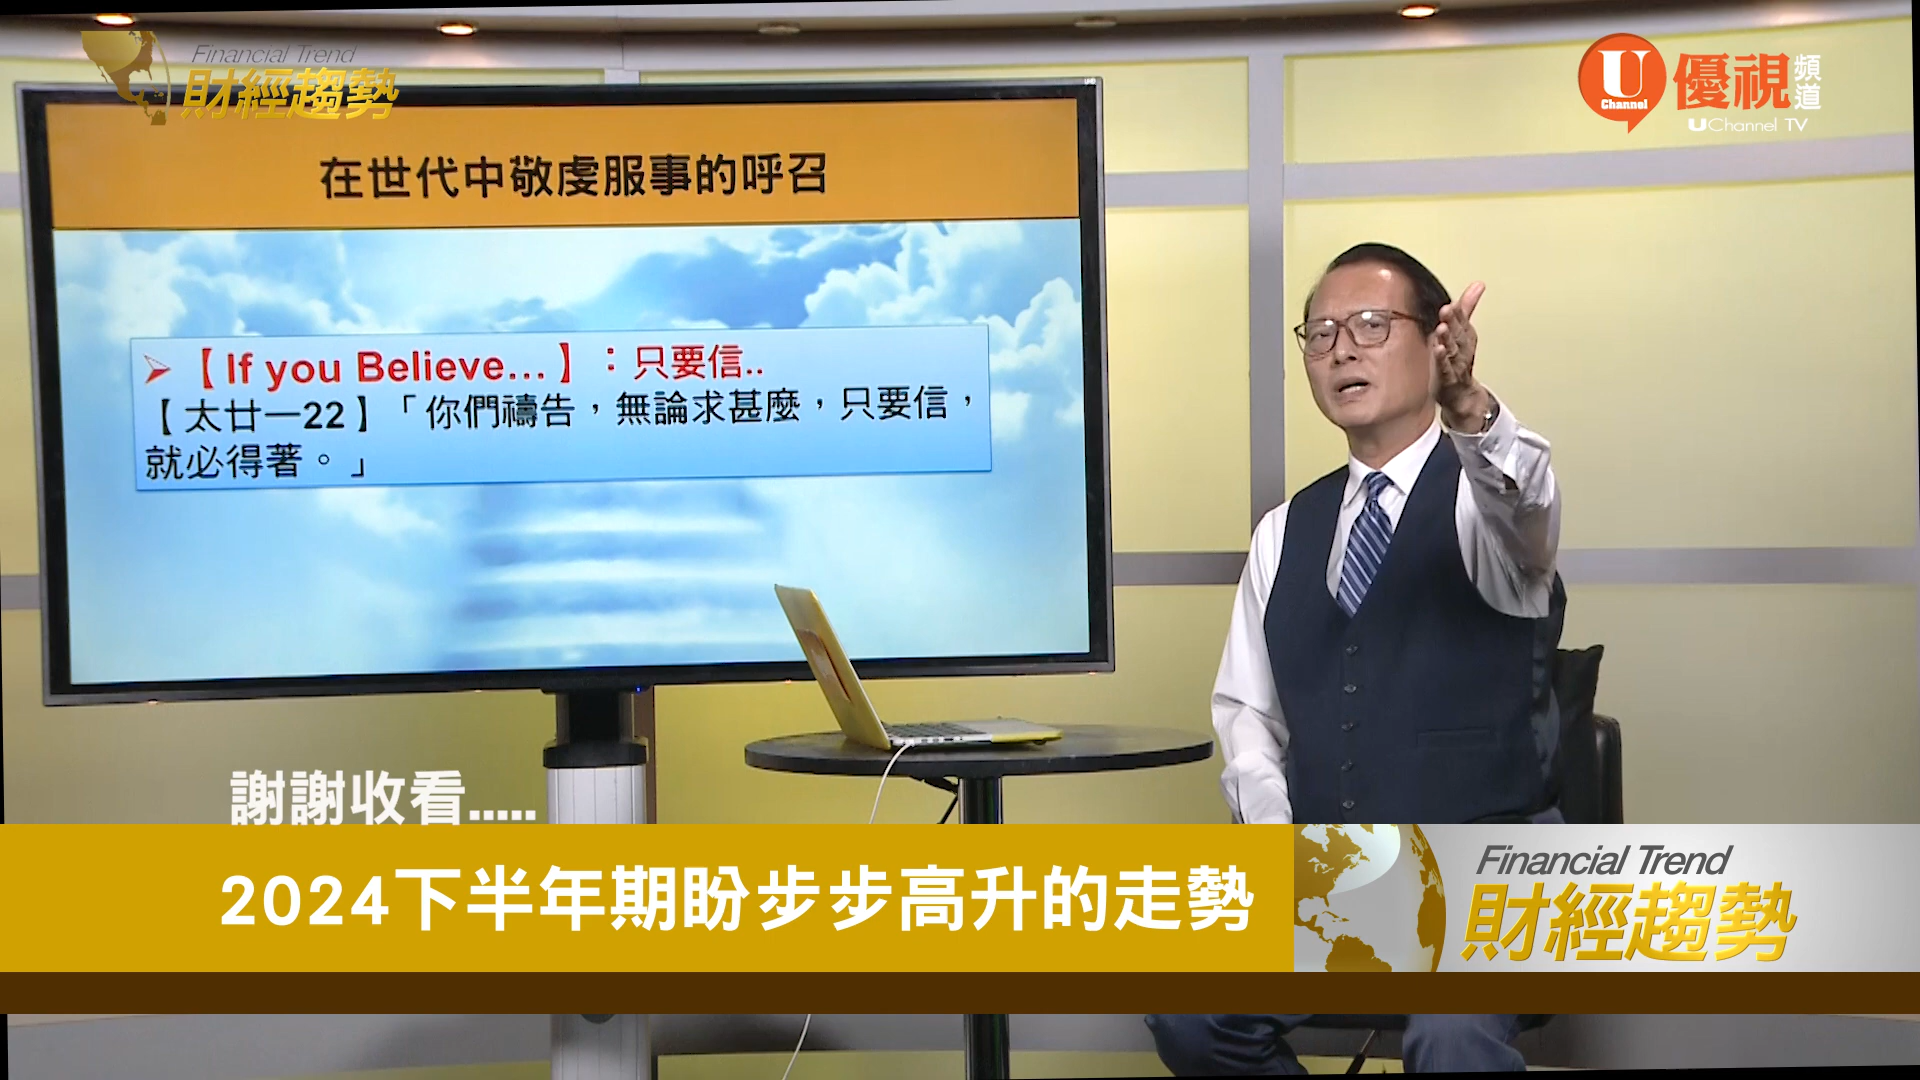 Financial Trend
財經趨勢
U Channel
優視頻道
UChannel TV
在世代中敬虔服事的呼召
【If you Believe...】：只要信..
【太廿一22】「你們禱告，無論求甚麼，只要信，
就必得著。」
謝謝收看.....
2024下半年期盼步步高升的走勢
Financial Trend
財經趨勢